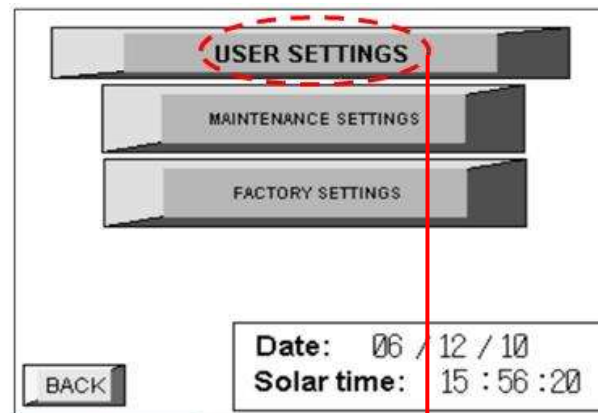 USER SETTINGS
MAINTENANCE SETTINGS
FACTORY SETTINGS
Date: 06 / 12 / 10
Solar time: 15 : 56 : 20
BACK